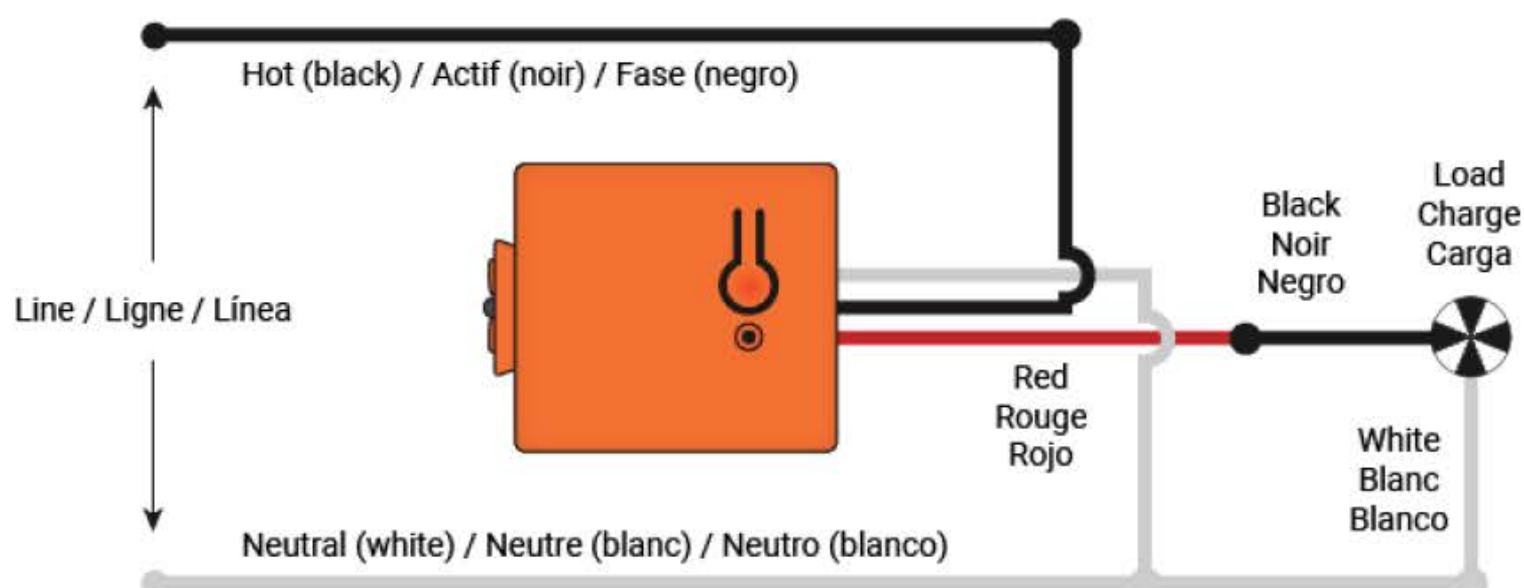 Hot (black) / Actif (noir) / Fase (negro)
Load
Charge
Carga
Black
Noir
Negro
Line / Ligne / Línea
Red
Rouge
Rojo
White
Blanc
Blanco
Neutral (white) / Neutre (blanc) / Neutro (blanco)